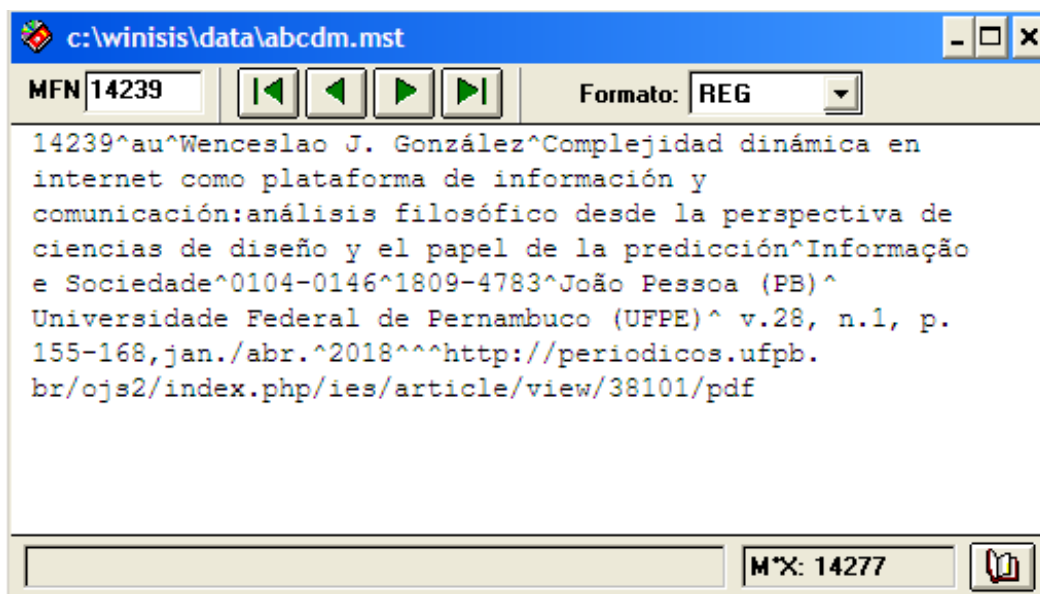 c:\winisis\data\abcdm.mst
MFN 14239 Formato: REG
14239^au^Wenceslao J. González^Complejidad dinámica en
internet como plataforma de información y
comunicación:análisis filosófico desde la perspectiva de
ciencias de diseño y el papel de la predicción^Informação
e Sociedade^0104-0146^1809-4783^João Pessoa (PB)^
Universidade Federal de Pernambuco (UFPE)^ v.28, n.1, p.
155-168,jan./abr.^2018^^^http://periodicos.ufpb.
br/ojs2/index.php/ies/article/view/38101/pdf
M*X: 14277